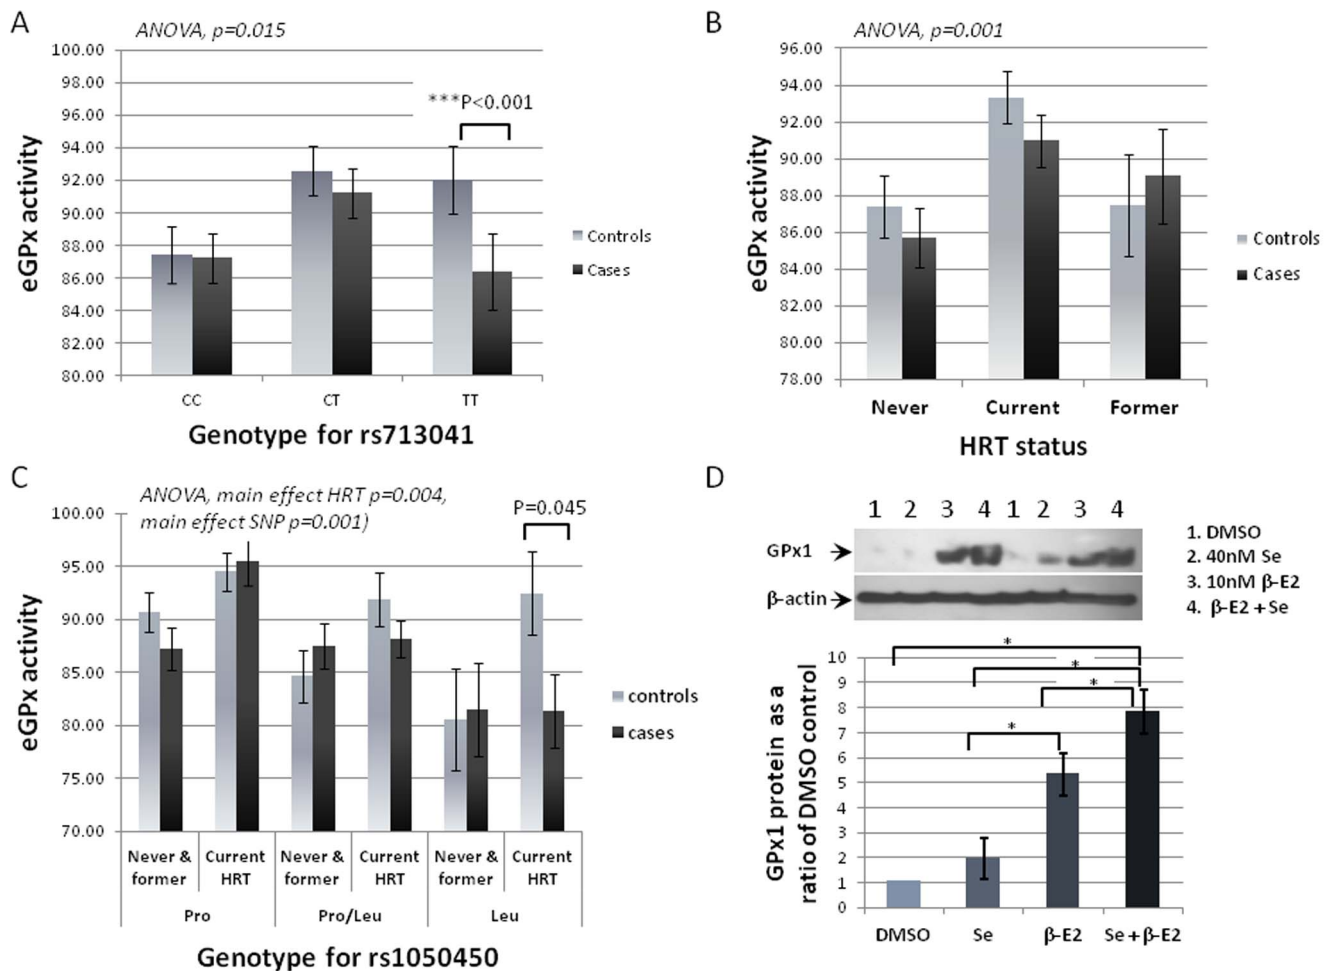 A
ANOVA, p=0.015
100.00
98.00
96.00
94.00
92.00
90.00
88.00
86.00
84.00
82.00
80.00
eGPx activity
***P<0.001
CC
CT
TT
Genotype for rs713041
Controls
Cases
B
ANOVA, p=0.001
96.00
94.00
92.00
90.00
88.00
86.00
84.00
82.00
80.00
78.00
eGPx activity
Never
Current
Former
HRT status
Controls
Cases
C
ANOVA, main effect HRT p=0.004,
main effect SNP p=0.001)
P=0.045
100.00
95.00
90.00
85.00
80.00
75.00
70.00
eGPx activity
Never & former
Current HRT
Never & former
Current HRT
Never & former
Current HRT
Pro
Pro/Leu
Leu
Genotype for rs1050450
controls
cases
D
1 2 3 4 1 2 3 4
GPx1
β-actin
1. DMSO
2. 40nM Se
3. 10nM β-E2
4. β-E2 + Se
*
*
*
*
10
9
8
7
6
5
4
3
2
1
0
GPx1 protein as a
ratio of DMSO control
DMSO
Se
β-E2
Se + β-E2